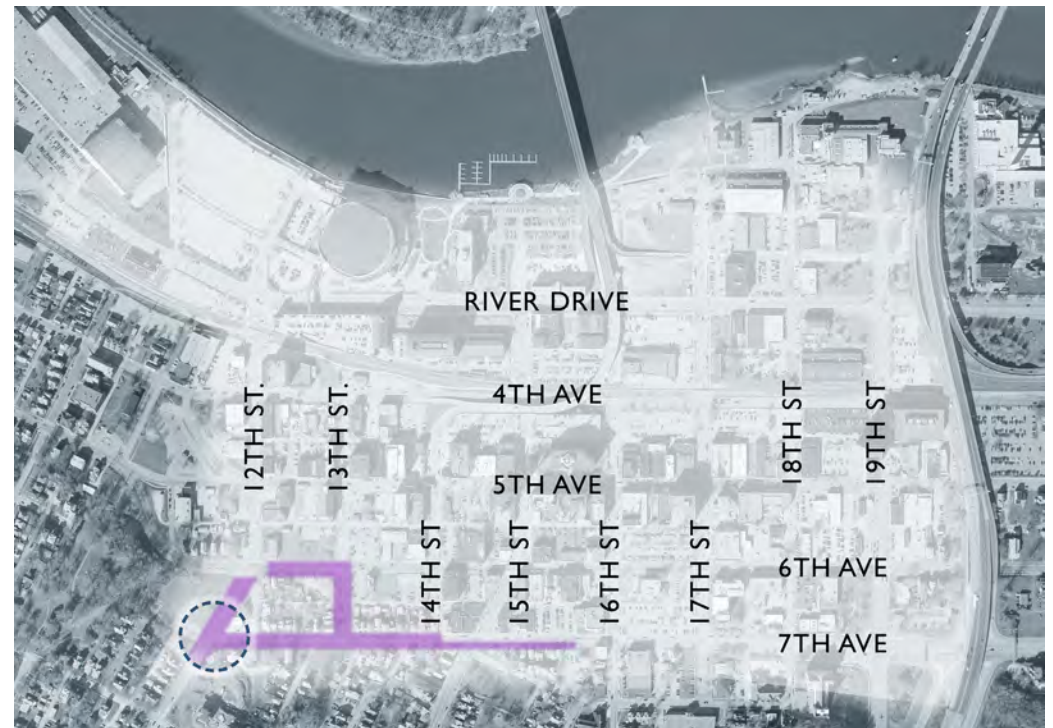 RIVER DRIVE
4TH AVE
12TH ST.
13TH ST.
18TH ST
19TH ST
5TH AVE
14TH ST
15TH ST
16TH ST
17TH ST
6TH AVE
7TH AVE